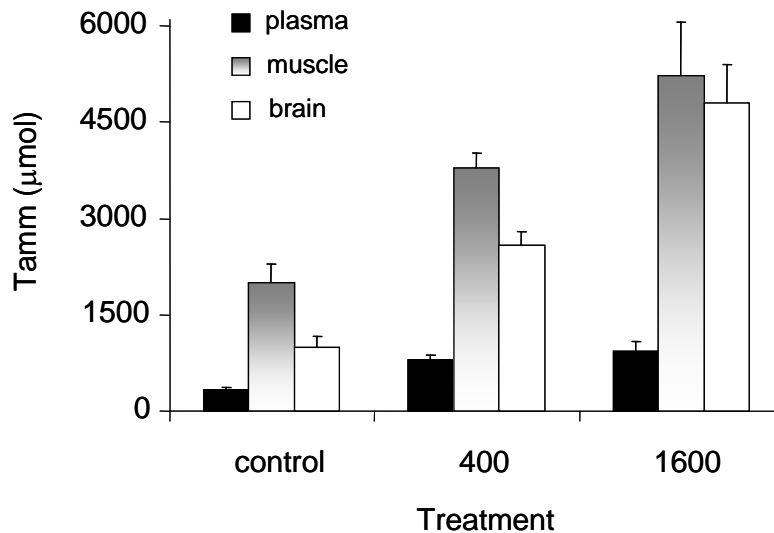 6000
4500
3000
1500
0
Tamm (μmol)
plasma
muscle
brain
control 400 1600
Treatment